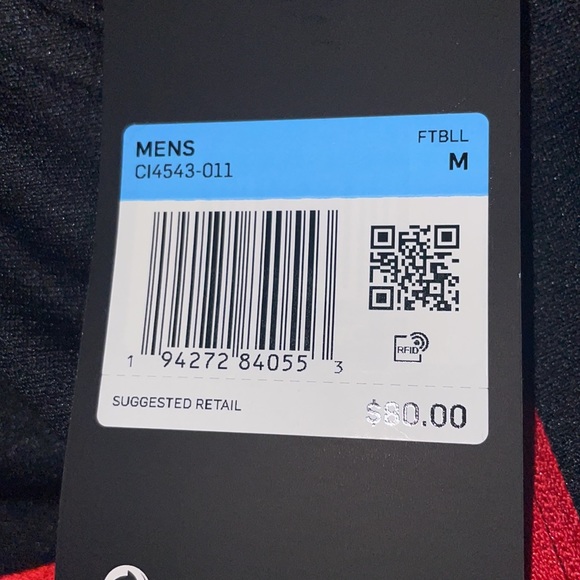 MENS
FTBLL
CI4543-011
M
1 94272 84055 3
RFID
SUGGESTED RETAIL
$80.00